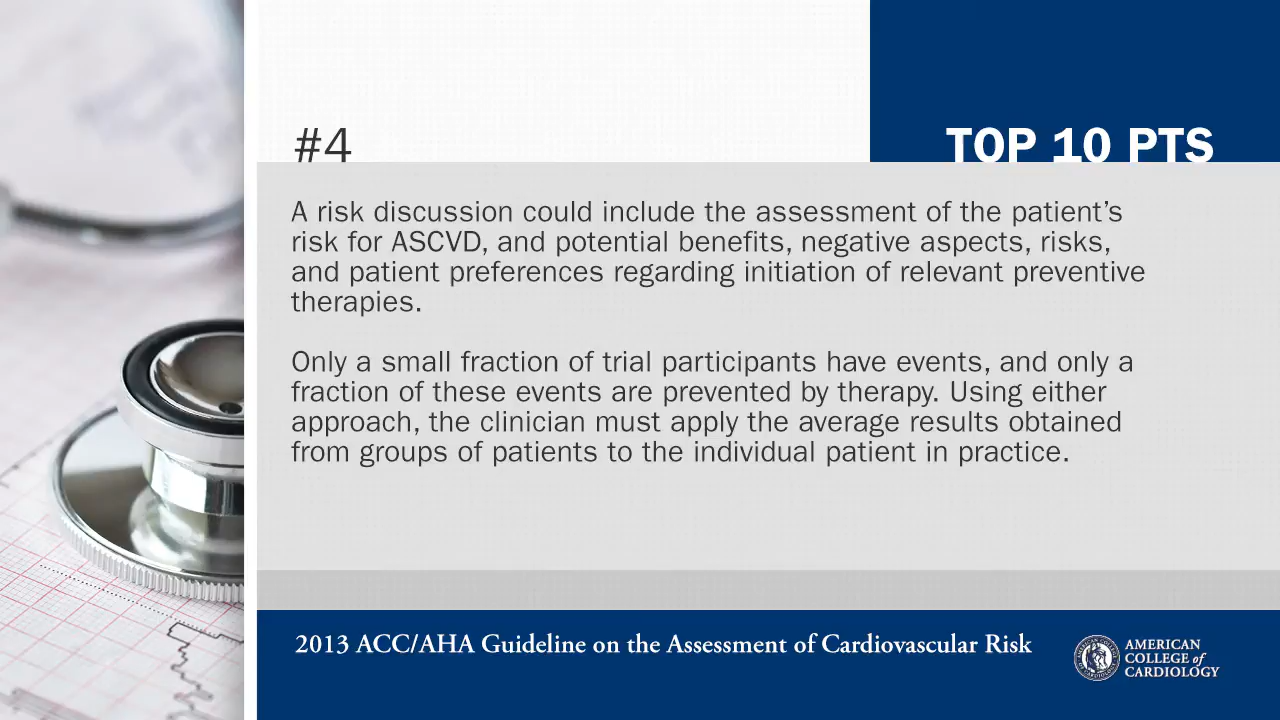 #4
TOP 10 PTS
A risk discussion could include the assessment of the patient’s
risk for ASCVD, and potential benefits, negative aspects, risks,
and patient preferences regarding initiation of relevant preventive
therapies.
Only a small fraction of trial participants have events, and only a
fraction of these events are prevented by therapy. Using either
approach, the clinician must apply the average results obtained
from groups of patients to the individual patient in practice.
2013 ACC/AHA Guideline on the Assessment of Cardiovascular Risk
AMERICAN
COLLEGE of
CARDIOLOGY